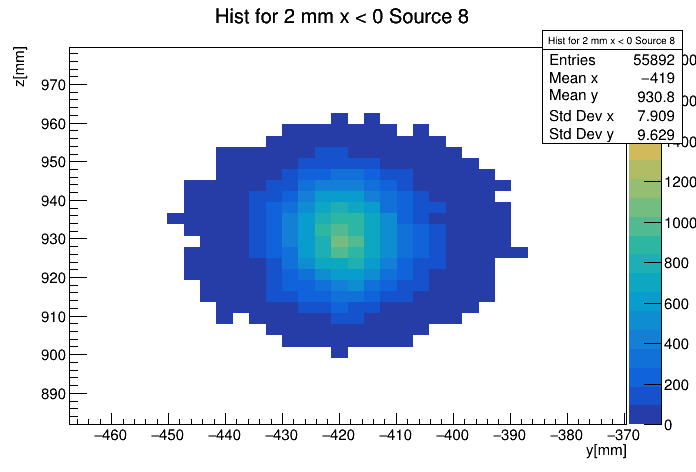 Hist for 2 mm x < 0 Source 8
z[mm]
Hist for 2 mm x < 0 Source 8
Entries 55892
Mean x −419
Mean y 930.8
Std Dev x 7.909
Std Dev y 9.629
970
960
950
940
930
920
910
900
890
1400
1200
1000
800
600
400
200
0
−460 −450 −440 −430 −420 −410 −400 −390 −380 −370
y[mm]